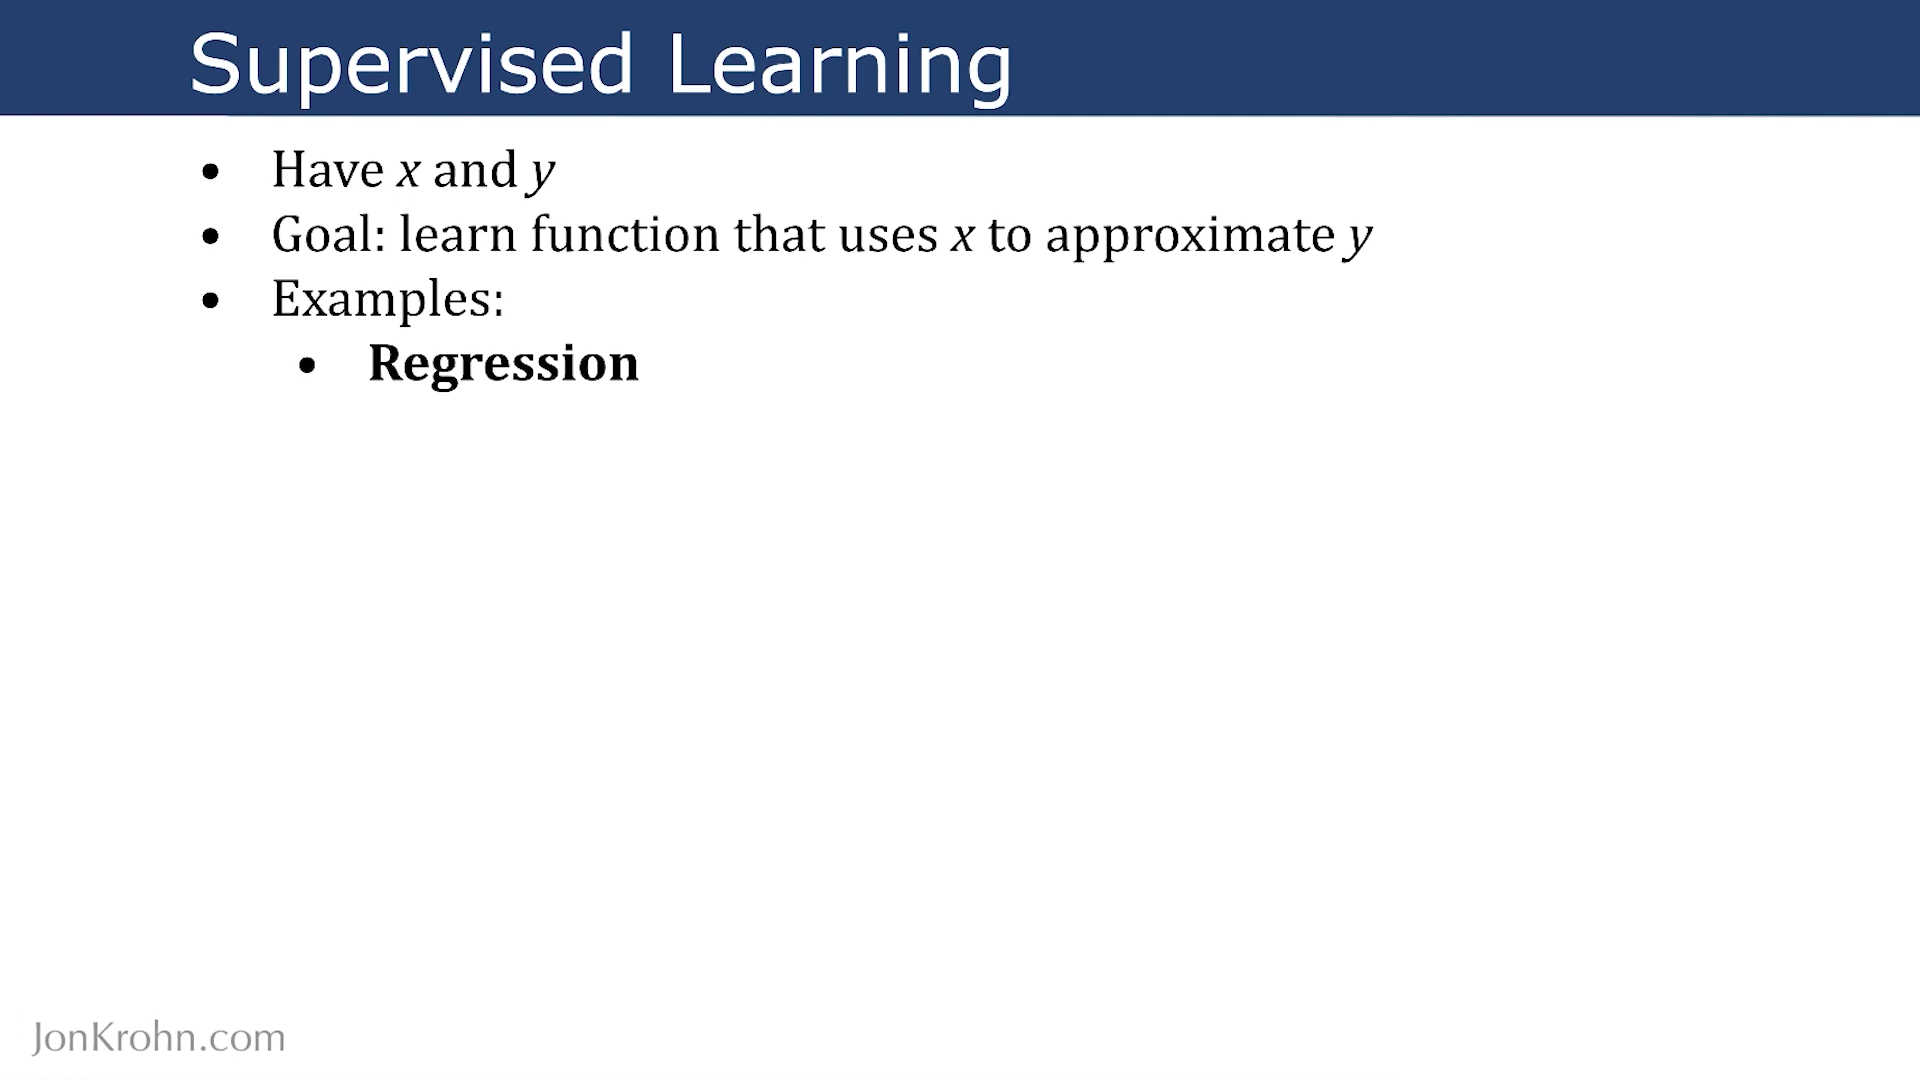 Supervised Learning
• Have x and y
• Goal: learn function that uses x to approximate y
• Examples:
• Regression
JonKrohn.com